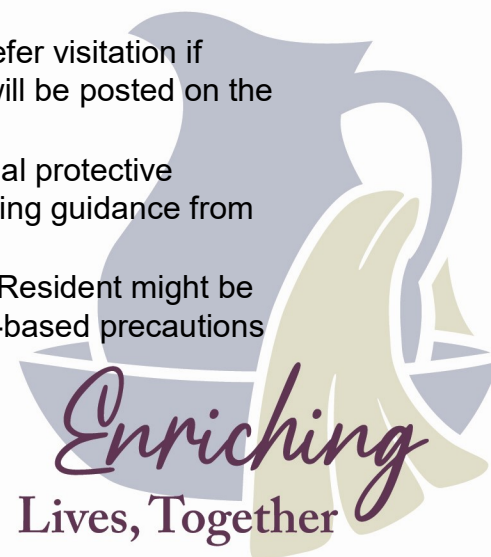 efer visitation if
will be posted on the
al protective
ing guidance from
Resident might be
-based precautions
Enriching
Lives, Together